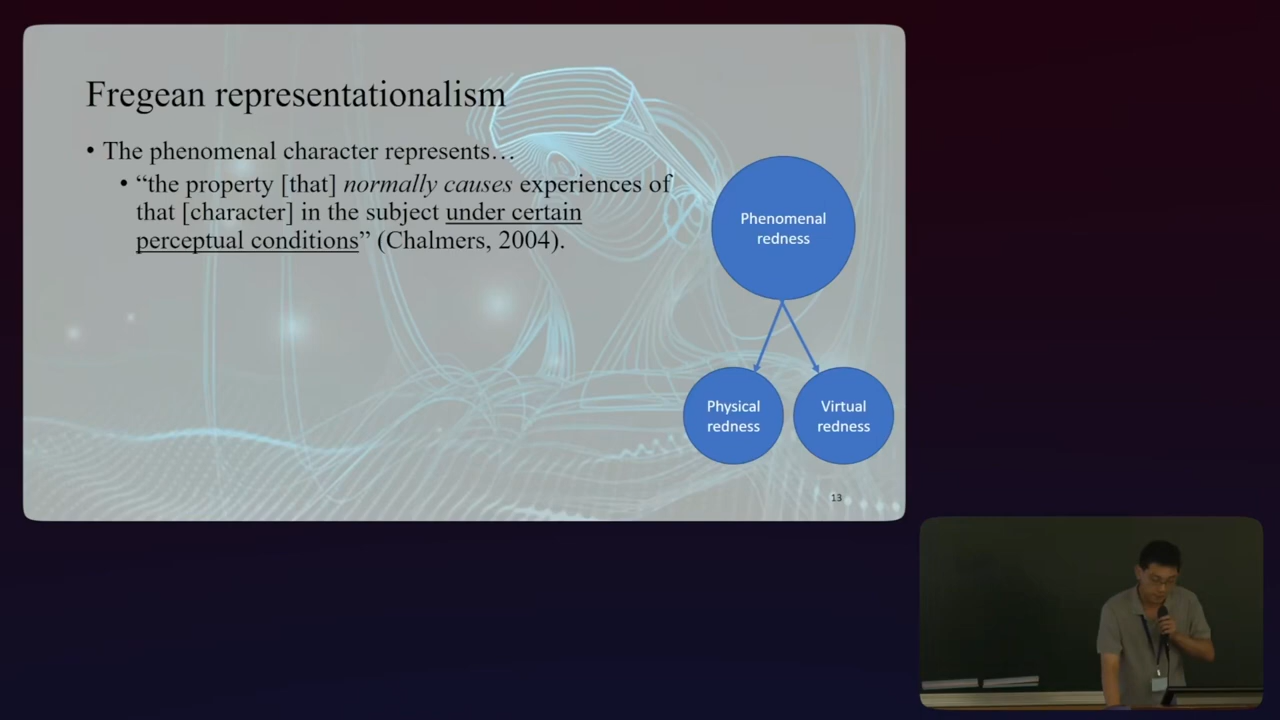 Fregean representationalism
• The phenomenal character represents…
• “the property [that] normally causes experiences of
that [character] in the subject under certain
perceptual conditions” (Chalmers, 2004).
Phenomenal
redness
Physical
redness
Virtual
redness
13